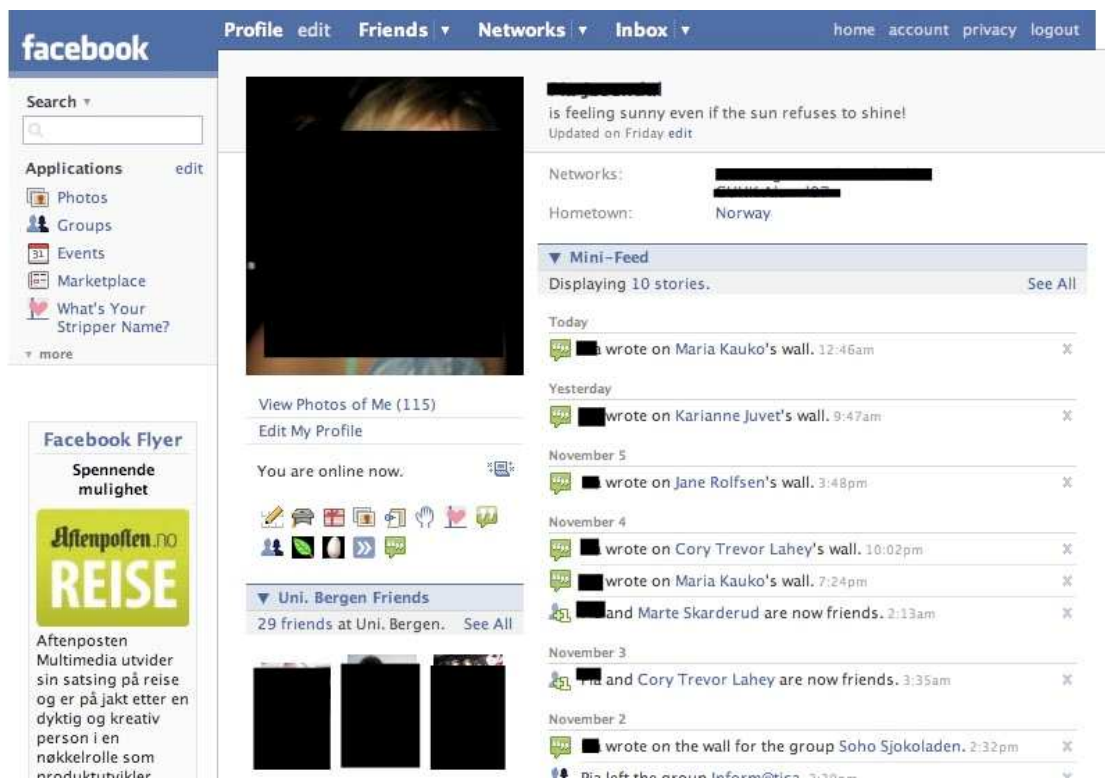 facebook
Profile edit Friends Networks Inbox home account privacy logout
Search
Applications edit
Photos
Groups
31 Events
Marketplace
What's Your
Stripper Name?
more
Facebook Flyer
Spennende
mulighet
Aftenposten.no
REISE
Aftenposten
Multimedia utvider
sin satsing på reise
og er på jakt etter en
dyktig og kreativ
person i en
nøkkelrolle som
produktutvikler
View Photos of Me (115)
Edit My Profile
You are online now.
Uni. Bergen Friends
29 friends at Uni. Bergen. See All
is feeling sunny even if the sun refuses to shine!
Updated on Friday edit
Networks:
Hometown: Norway
Mini-Feed
Displaying 10 stories. See All
Today
wrote on Maria Kauko's wall. 12:46am
Yesterday
wrote on Karianne Juvet's wall. 9:47am
November 5
wrote on Jane Rolfsen's wall. 3:48pm
November 4
wrote on Cory Trevor Lahey's wall. 10:02pm
wrote on Maria Kauko's wall. 7:24pm
and Marte Skarderud are now friends. 2:13am
November 3
and Cory Trevor Lahey are now friends. 3:35am
November 2
wrote on the wall for the group Soho Sjokoladen. 2:32pm
Pia left the group Inform@tica.